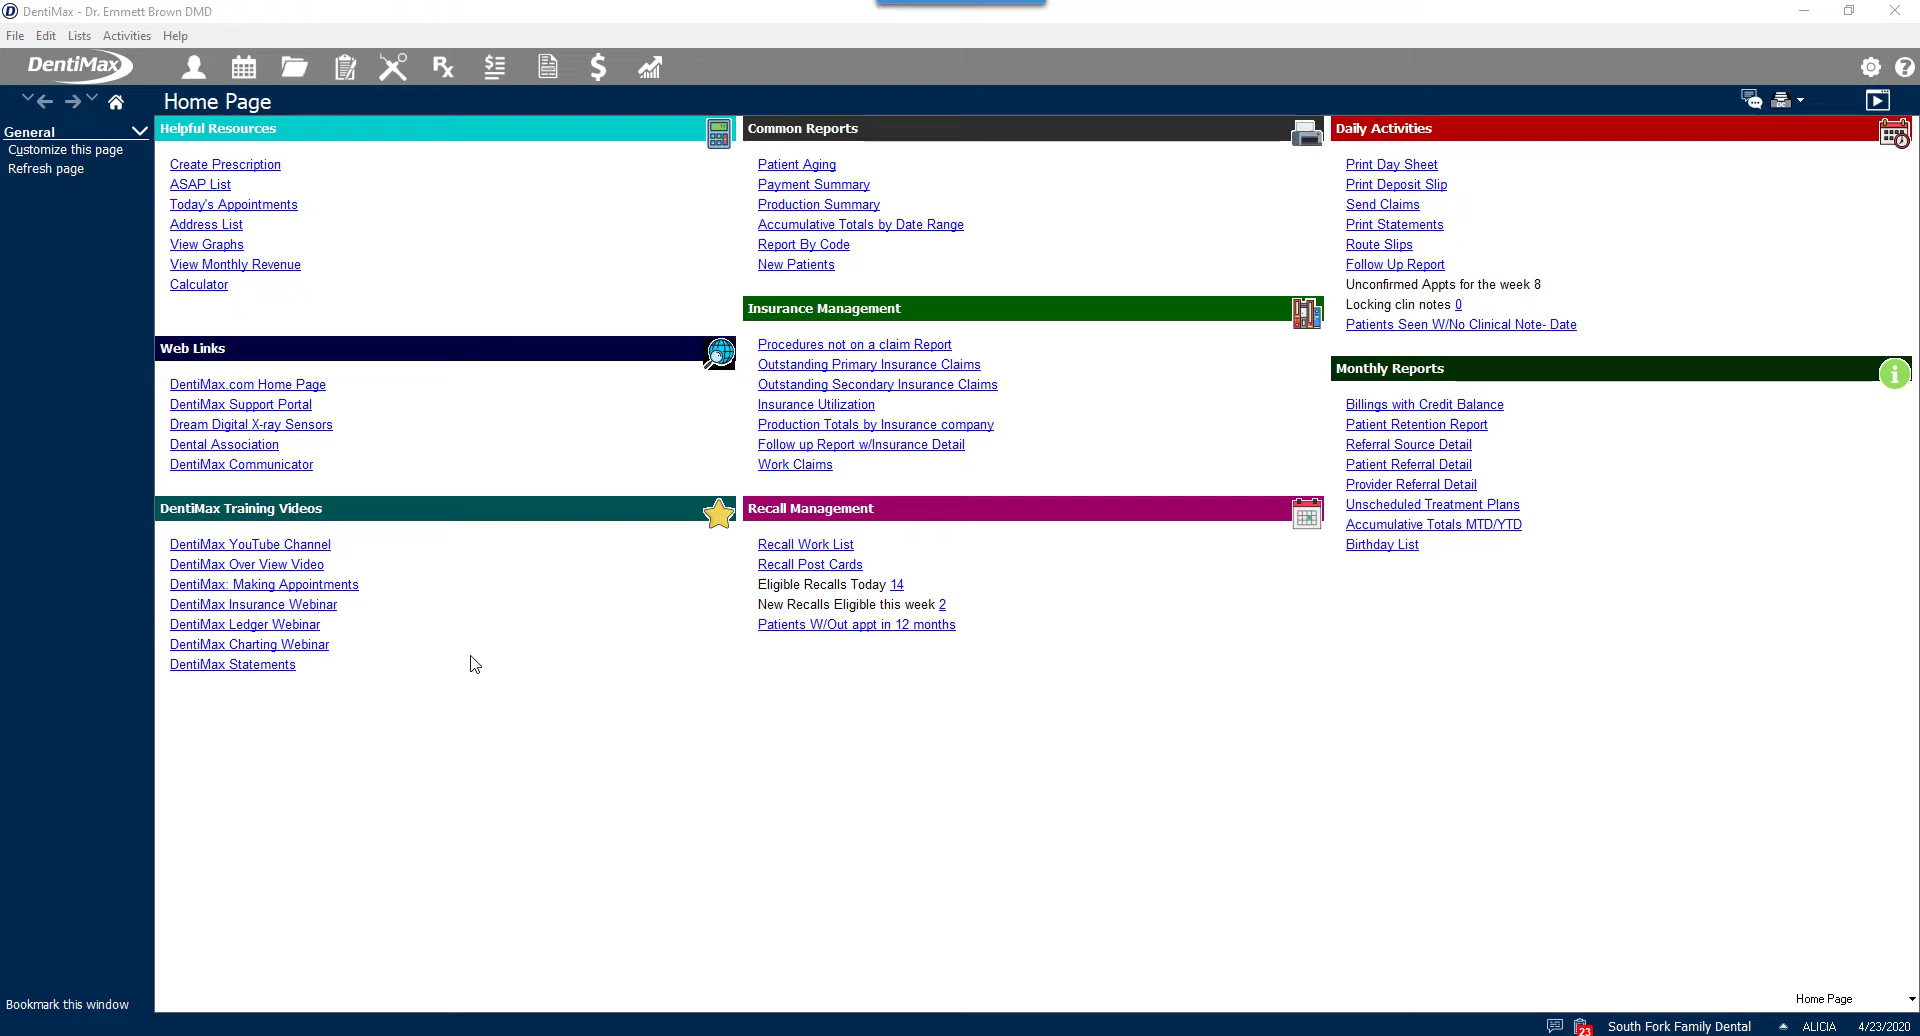 DentiMax - Dr. Emmett Brown DMD
File Edit Lists Activities Help
DentiMax
Rx
Home Page
General
Customize this page
Refresh page
Helpful Resources
Create Prescription
ASAP List
Today's Appointments
Address List
View Graphs
View Monthly Revenue
Calculator
Web Links
DentiMax.com Home Page
DentiMax Support Portal
Dream Digital X-ray Sensors
Dental Association
DentiMax Communicator
DentiMax Training Videos
DentiMax YouTube Channel
DentiMax Over View Video
DentiMax: Making Appointments
DentiMax Insurance Webinar
DentiMax Ledger Webinar
DentiMax Charting Webinar
DentiMax Statements
Common Reports
Patient Aging
Payment Summary
Production Summary
Accumulative Totals by Date Range
Report By Code
New Patients
Insurance Management
Procedures not on a claim Report
Outstanding Primary Insurance Claims
Outstanding Secondary Insurance Claims
Insurance Utilization
Production Totals by Insurance company
Follow up Report w/Insurance Detail
Work Claims
Recall Management
Recall Work List
Recall Post Cards
Eligible Recalls Today 14
New Recalls Eligible this week 2
Patients W/Out appt in 12 months
Daily Activities
Print Day Sheet
Print Deposit Slip
Send Claims
Print Statements
Route Slips
Follow Up Report
Unconfirmed Appts for the week 8
Locking clin notes 0
Patients Seen W/No Clinical Note- Date
Monthly Reports
Billings with Credit Balance
Patient Retention Report
Referral Source Detail
Patient Referral Detail
Provider Referral Detail
Unscheduled Treatment Plans
Accumulative Totals MTD/YTD
Birthday List
Bookmark this window
Home Page
23 South Fork Family Dental ALICIA 4/23/2020